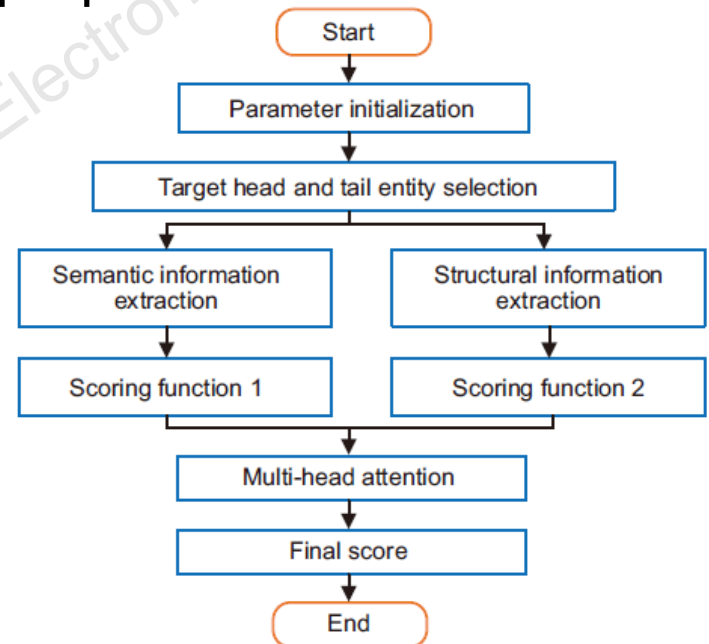 Electron
Start
Parameter initialization
Target head and tail entity selection
Semantic information
extraction
Structural information
extraction
Scoring function 1
Scoring function 2
Multi-head attention
Final score
End